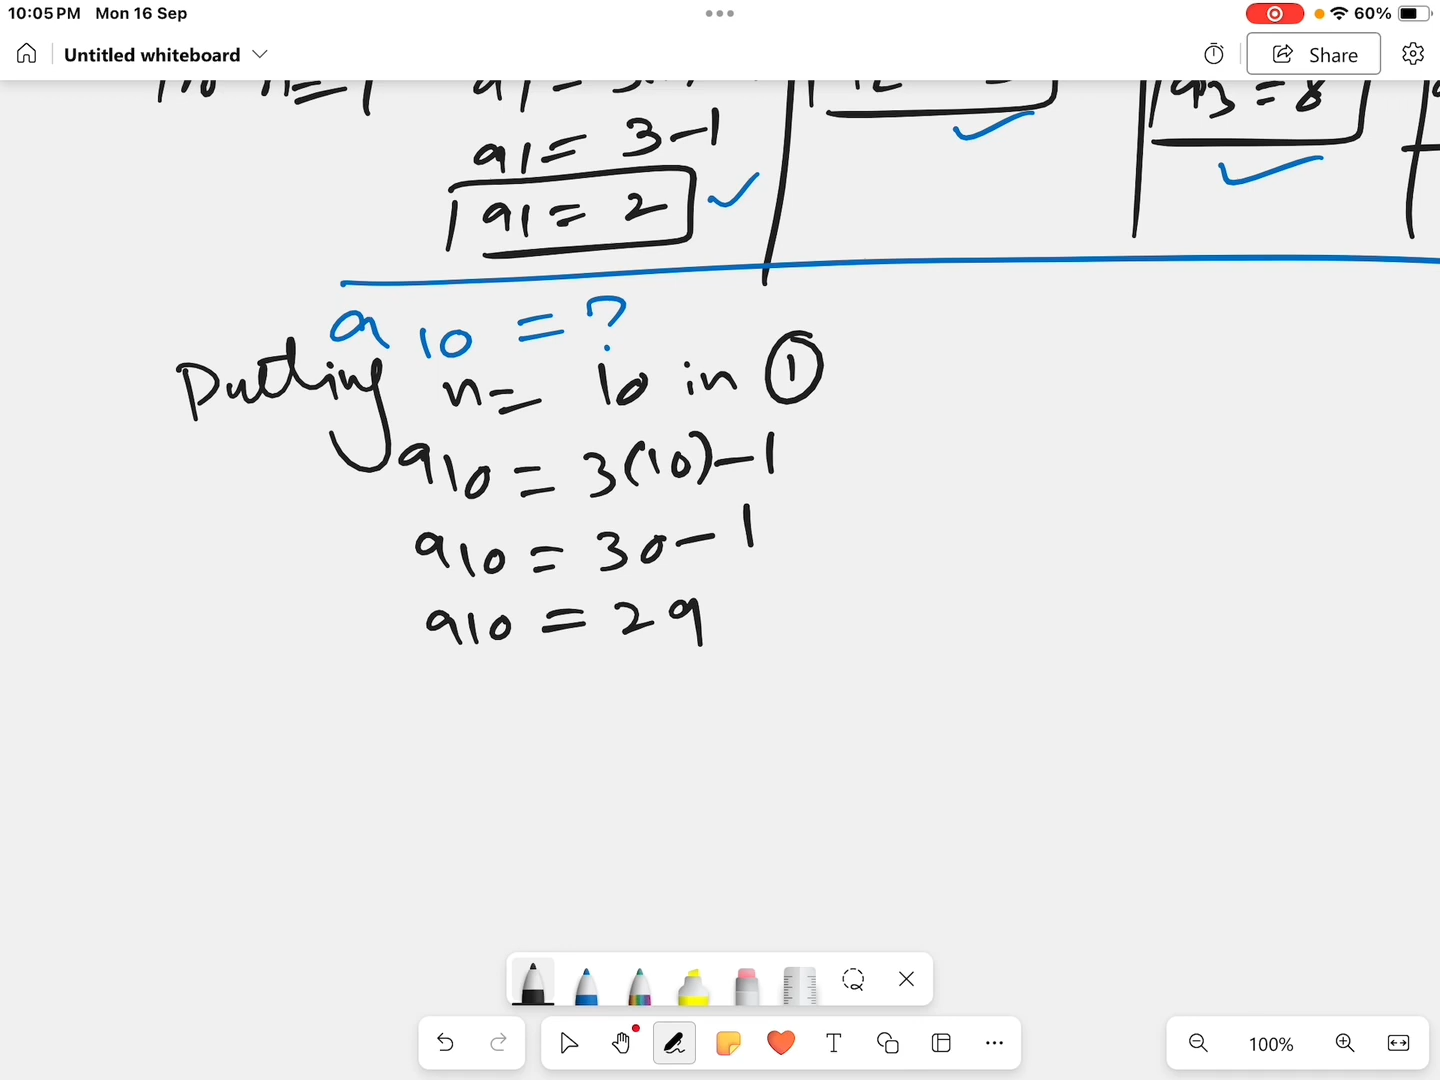 10:05 PM Mon 16 Sep 60%
Untitled whiteboard Share
a1 = 3-1
a1 = 2
a3 = 8
a10 = ?
Putting n = 10 in ①
a10 = 3(10)-1
a10 = 30-1
a10 = 29
T
100%